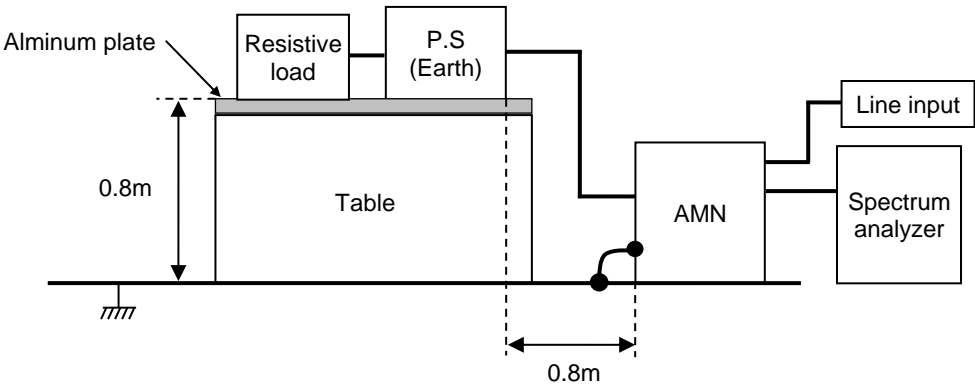 Alminum plate
Resistive
load
P.S
(Earth)
Line input
0.8m
Table
AMN
Spectrum
analyzer
0.8m